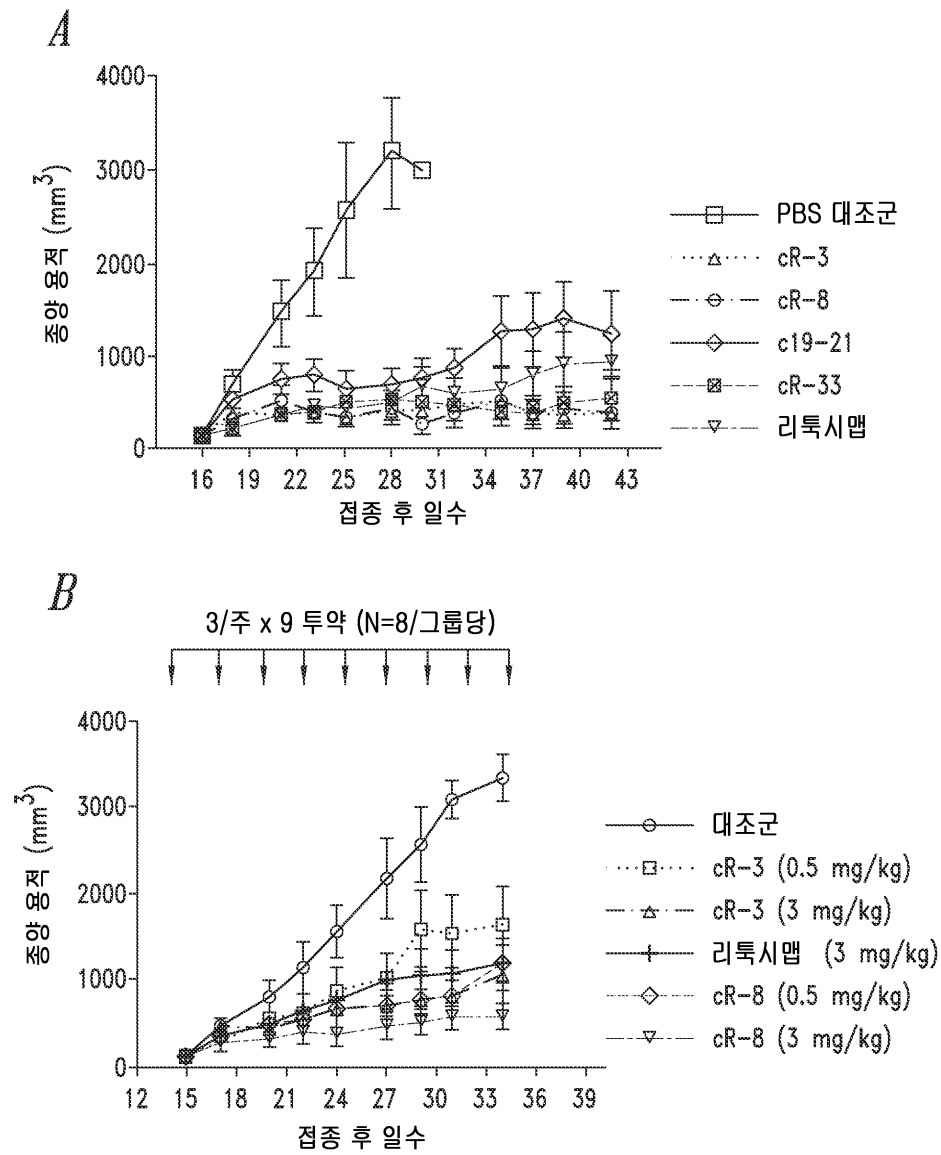 A
종양 용적 (mm³)
4000
3000
2000
1000
0
16 19 22 25 28 31 34 37 40 43
접종 후 일수
PBS 대조군
cR-3
cR-8
c19-21
cR-33
리툭시맵
B
3/주 x 9 투약 (N=8/그룹당)
종양 용적 (mm³)
4000
3000
2000
1000
0
12 15 18 21 24 27 30 33 36 39
접종 후 일수
대조군
cR-3 (0.5 mg/kg)
cR-3 (3 mg/kg)
리툭시맵 (3 mg/kg)
cR-8 (0.5 mg/kg)
cR-8 (3 mg/kg)